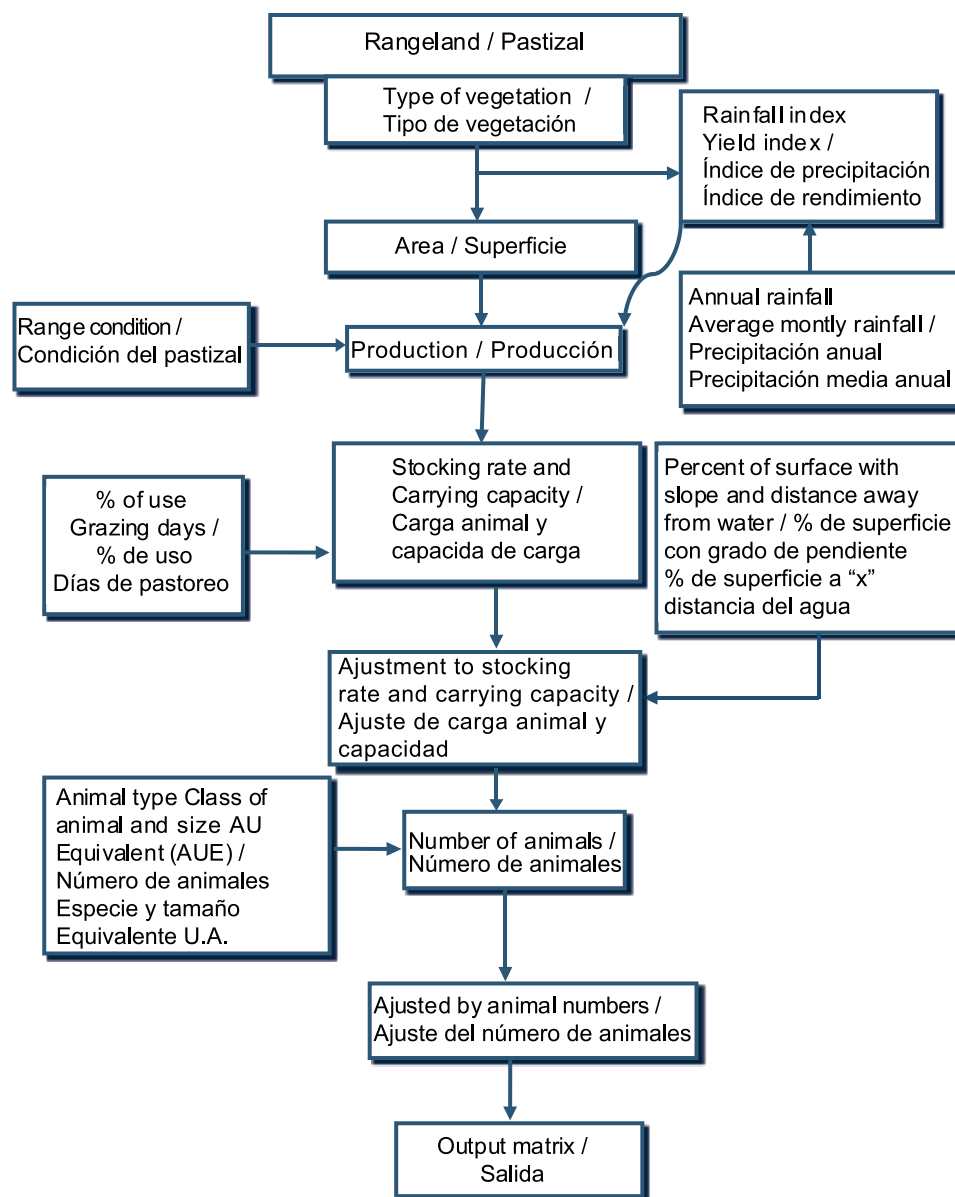 Rangeland / Pastizal
Type of vegetation /
Tipo de vegetación
Rainfall index
Yield index /
Índice de precipitación
Índice de rendimiento
Area / Superficie
Annual rainfall
Average montly rainfall /
Precipitación anual
Precipitación media anual
Range condition /
Condición del pastizal
Production / Producción
Stocking rate and
Carrying capacity /
Carga animal y
capacida de carga
Percent of surface with
slope and distance away
from water / % de superficie
con grado de pendiente
% de superficie a “x”
distancia del agua
% of use
Grazing days /
% de uso
Días de pastoreo
Ajustment to stocking
rate and carrying capacity /
Ajuste de carga animal y
capacidad
Animal type Class of
animal and size AU
Equivalent (AUE) /
Número de animales
Especie y tamaño
Equivalente U.A.
Number of animals /
Número de animales
Ajusted by animal numbers /
Ajuste del número de animales
Output matrix /
Salida